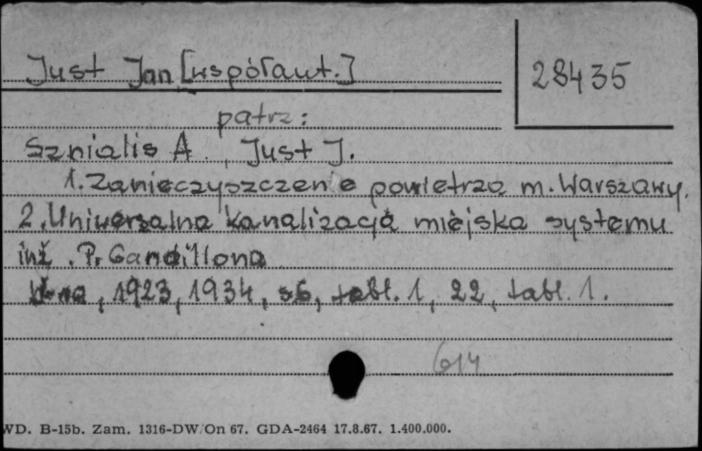 Just Jan [współaut.]
28435
patrz:
Sznialis A., Just J.
1. Zanieczyszczenie powietrza m. Warszawy.
2. Uniwersalna kanalizacja miejska systemu
inż. P. Gandillona
, 1923, 1934, s6, tabl. 1, 22, tabl. 1.
614
WD. B-15b. Zam. 1316-DW/On 67. GDA-2464 17.8.67. 1.400.000.